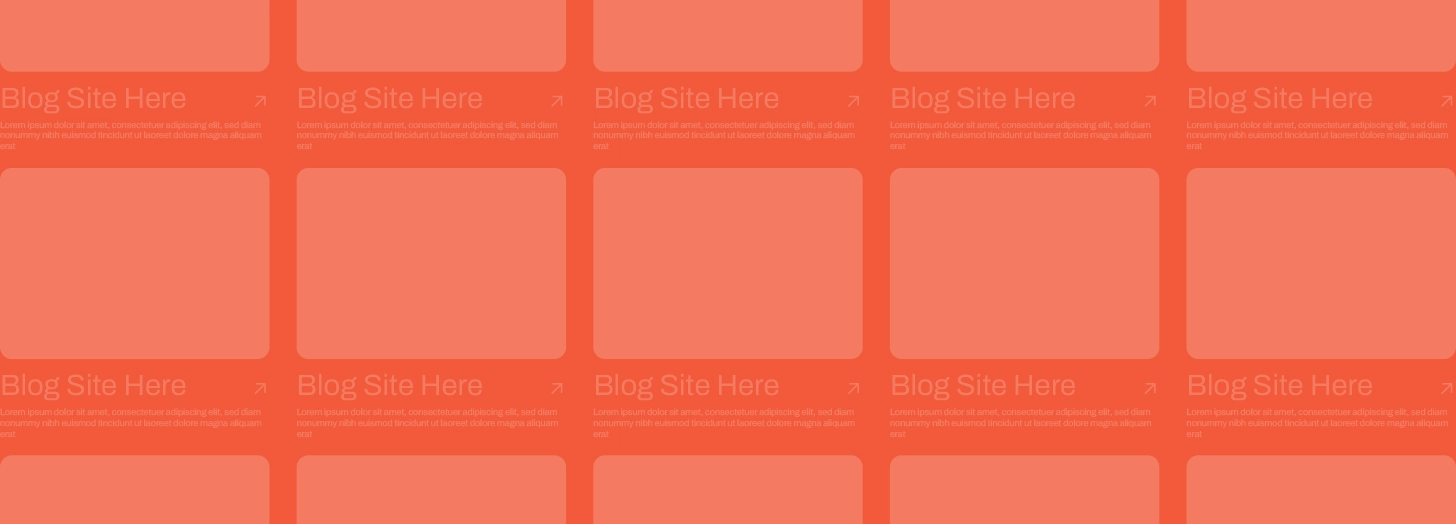 Blog Site Here
Lorem ipsum dolor sit amet, consectetuer adipiscing elit, sed diam
nonummy nibh euismod tincidunt ut laoreet dolore magna aliquam
erat
Blog Site Here
Lorem ipsum dolor sit amet, consectetuer adipiscing elit, sed diam
nonummy nibh euismod tincidunt ut laoreet dolore magna aliquam
erat
Blog Site Here
Lorem ipsum dolor sit amet, consectetuer adipiscing elit, sed diam
nonummy nibh euismod tincidunt ut laoreet dolore magna aliquam
erat
Blog Site Here
Lorem ipsum dolor sit amet, consectetuer adipiscing elit, sed diam
nonummy nibh euismod tincidunt ut laoreet dolore magna aliquam
erat
Blog Site Here
Lorem ipsum dolor sit amet, consectetuer adipiscing elit, sed diam
nonummy nibh euismod tincidunt ut laoreet dolore magna aliquam
erat
Blog Site Here
Lorem ipsum dolor sit amet, consectetuer adipiscing elit, sed diam
nonummy nibh euismod tincidunt ut laoreet dolore magna aliquam
erat
Blog Site Here
Lorem ipsum dolor sit amet, consectetuer adipiscing elit, sed diam
nonummy nibh euismod tincidunt ut laoreet dolore magna aliquam
erat
Blog Site Here
Lorem ipsum dolor sit amet, consectetuer adipiscing elit, sed diam
nonummy nibh euismod tincidunt ut laoreet dolore magna aliquam
erat
Blog Site Here
Lorem ipsum dolor sit amet, consectetuer adipiscing elit, sed diam
nonummy nibh euismod tincidunt ut laoreet dolore magna aliquam
erat
Blog Site Here
Lorem ipsum dolor sit amet, consectetuer adipiscing elit, sed diam
nonummy nibh euismod tincidunt ut laoreet dolore magna aliquam
erat